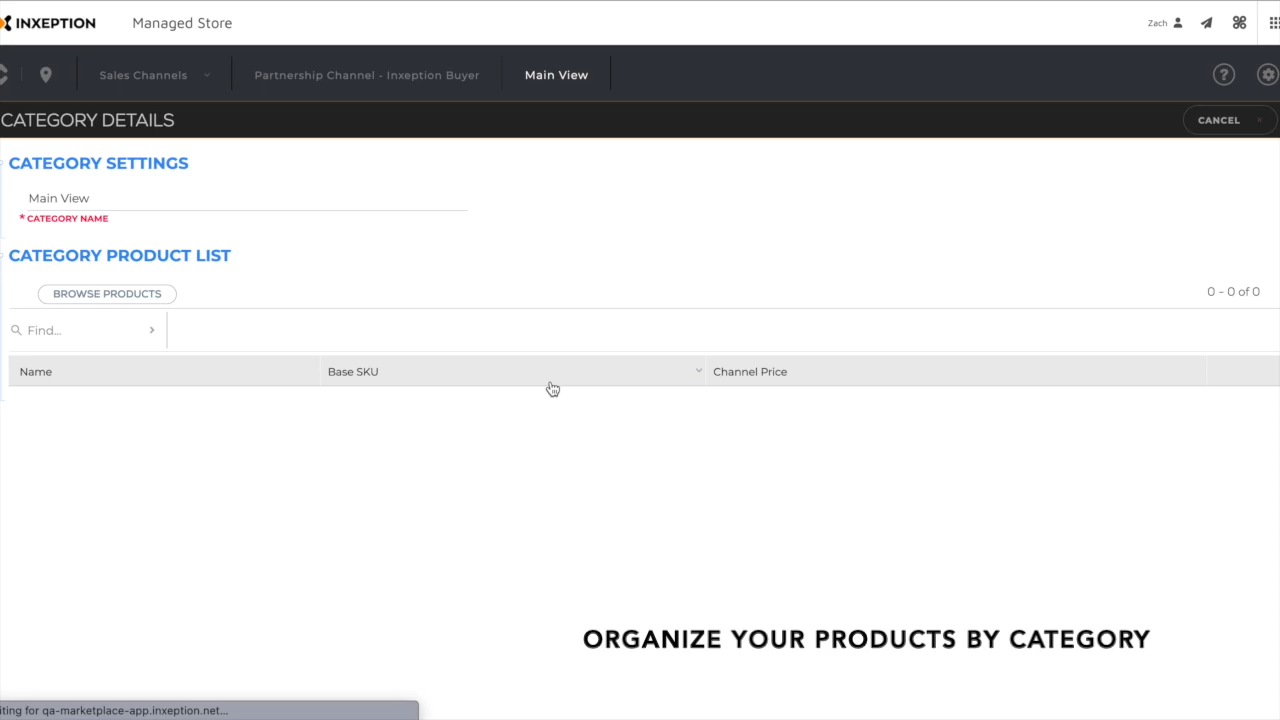 INXEPTION Managed Store Zach
Sales Channels Partnership Channel - Inxeption Buyer Main View ?
CATEGORY DETAILS CANCEL
CATEGORY SETTINGS
Main View
* CATEGORY NAME
CATEGORY PRODUCT LIST
BROWSE PRODUCTS 0 - 0 of 0
Find...
Name Base SKU Channel Price
ORGANIZE YOUR PRODUCTS BY CATEGORY
iting for qa-marketplace-app.inxeption.net...